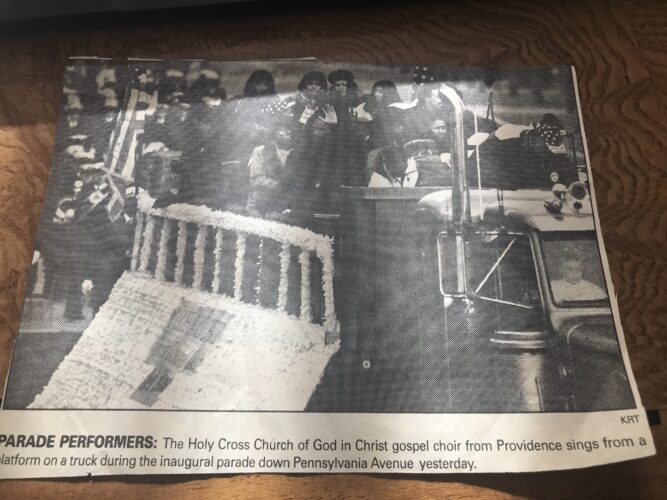 KRT
PARADE PERFORMERS: The Holy Cross Church of God in Christ gospel choir from Providence sings from a
platform on a truck during the inaugural parade down Pennsylvania Avenue yesterday.